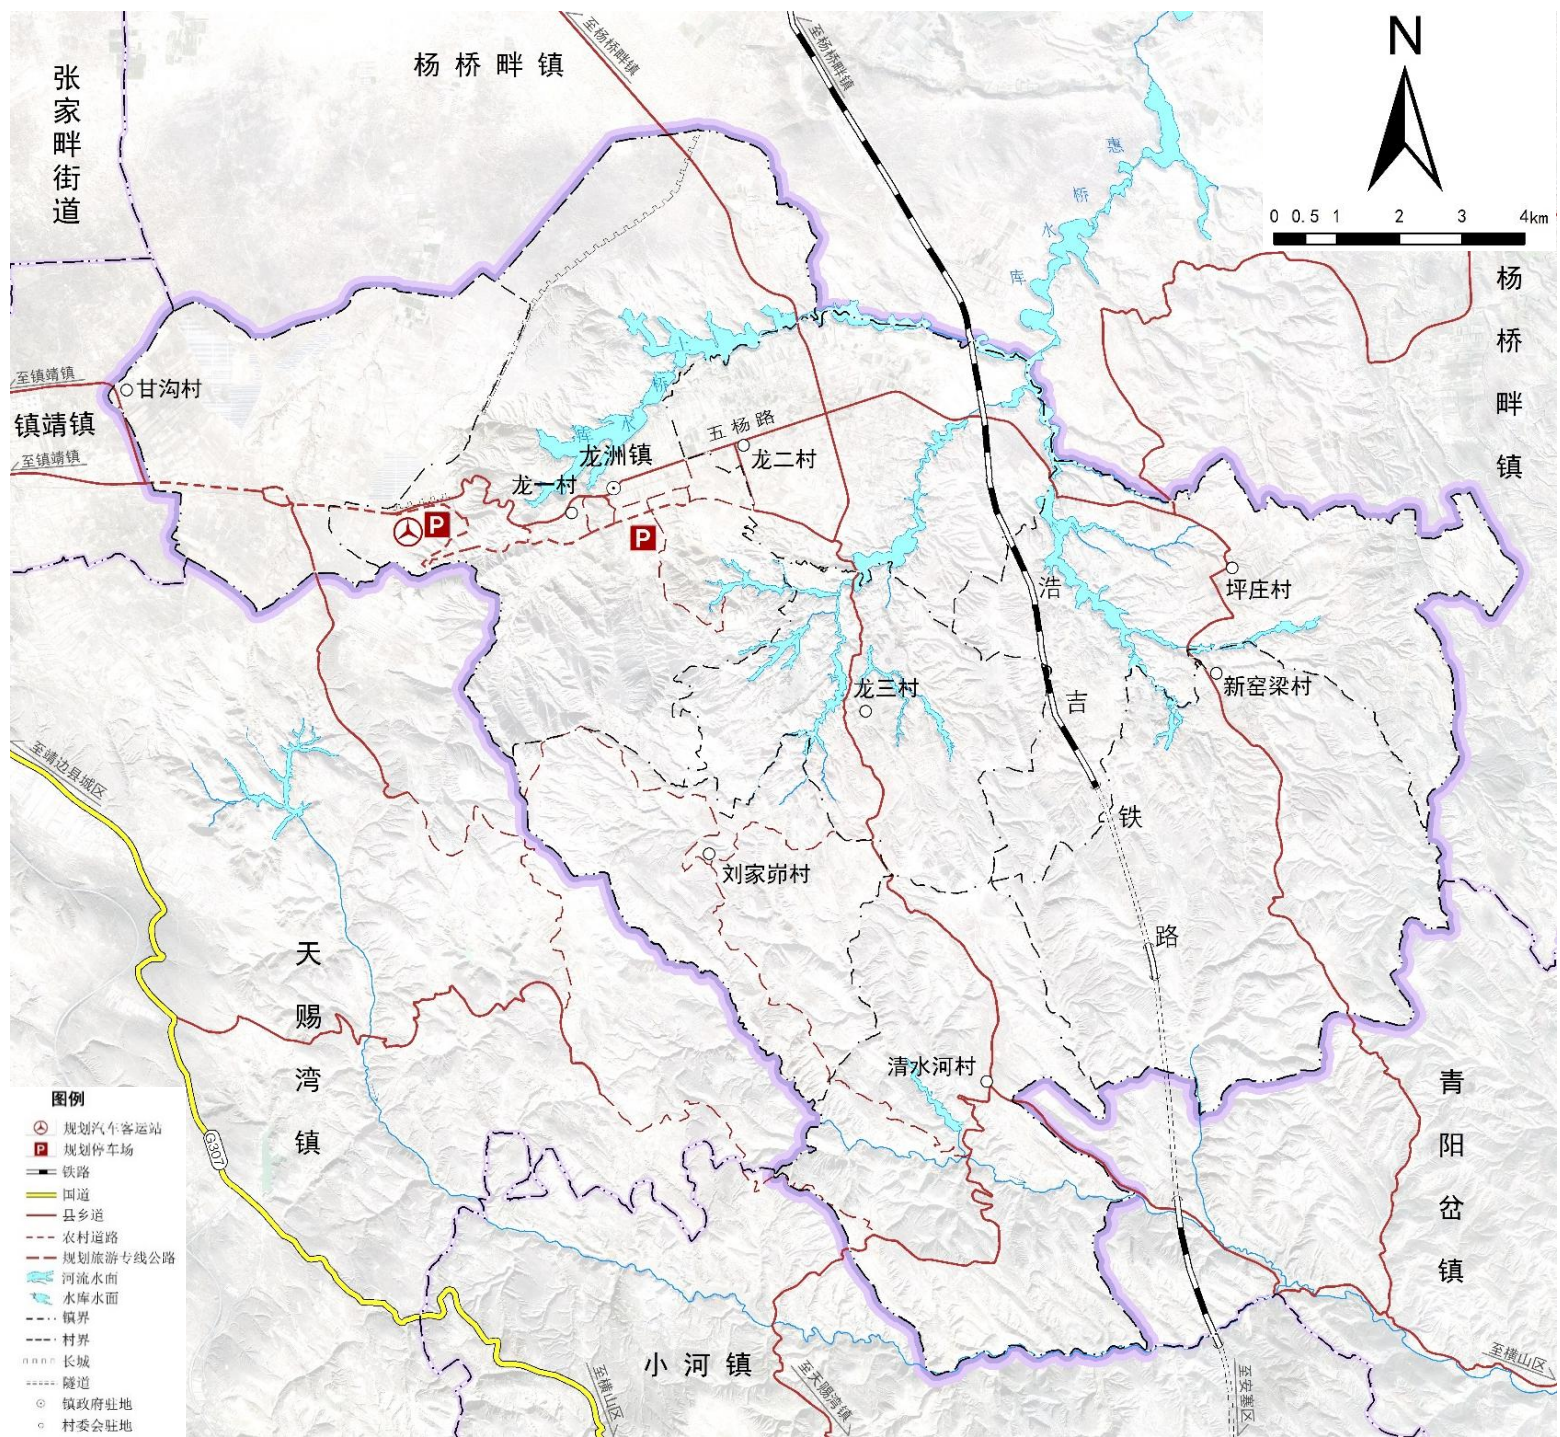 至杨桥畔镇
至杨桥畔镇
N
杨桥畔镇
张家畔街道
惠桥水库
0 0.5 1 2 3 4km
杨桥畔镇
至镇靖镇
甘沟村
镇靖镇
至镇靖镇
小桥水库
五杨路
龙洲镇
龙二村
龙一村
P
P
坪庄村
浩吉铁路
新窑梁村
龙三村
至靖边县城区
刘家峁村
天赐湾镇
清水河村
青阳岔镇
G307
小河镇
至横山区
至天赐湾镇
至安塞区
至横山区
图例
规划汽车客运站
P 规划停车场
铁路
国道
县乡道
农村道路
规划旅游专线公路
河流水面
水库水面
镇界
村界
长城
隧道
镇政府驻地
村委会驻地